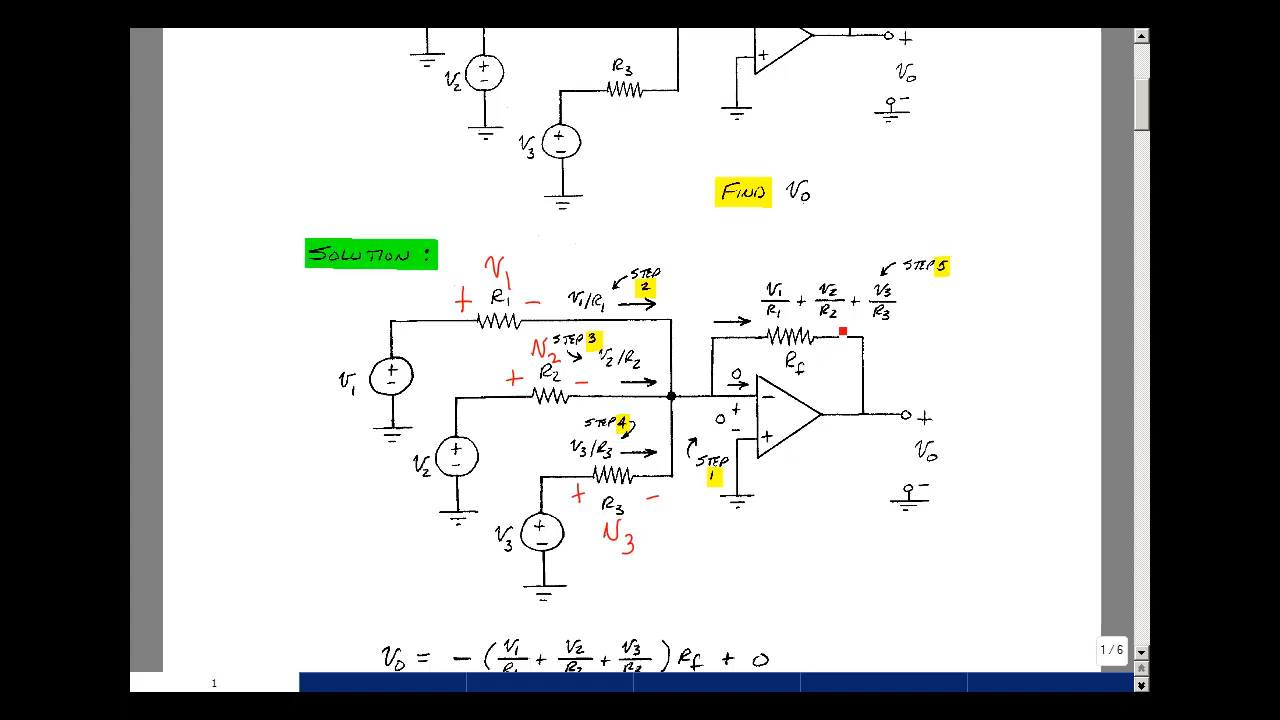 R3
+
V2
+
-
+
V0
-
V3
+
-
FIND V0
SOLUTION :
V1
+ R1 -
V1/R1
STEP 2
STEP 5
V1/R1 + V2/R2 + V3/R3
Rf
STEP 3
V2
V2/R2
+ R2 -
V1
+
-
0
-
+
0
-
+
+
V0
-
STEP 4
V3/R3
STEP 1
V2
+
-
+ -
R3
V3
V3
+
-
V0 = - (V1/R1 + V2/R2 + V3/R3) Rf + 0
1 / 6
1